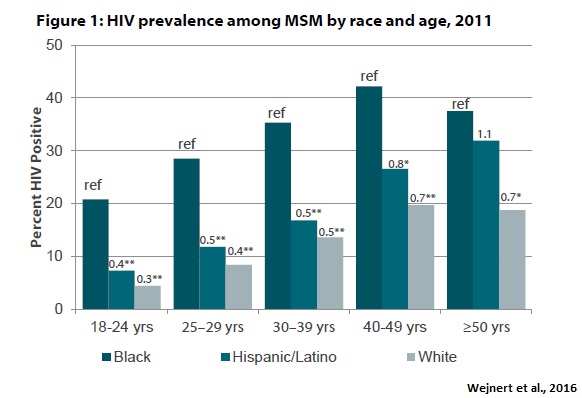 Figure 1: HIV prevalence among MSM by race and age, 2011
Percent HIV Positive
50
40
30
20
10
0
ref
0.4**
0.3**
ref
0.5**
0.4**
ref
0.5**
0.5**
ref
0.8*
0.7**
ref
1.1
0.7*
18-24 yrs 25–29 yrs 30–39 yrs 40-49 yrs ≥50 yrs
Black Hispanic/Latino White
Wejnert et al., 2016